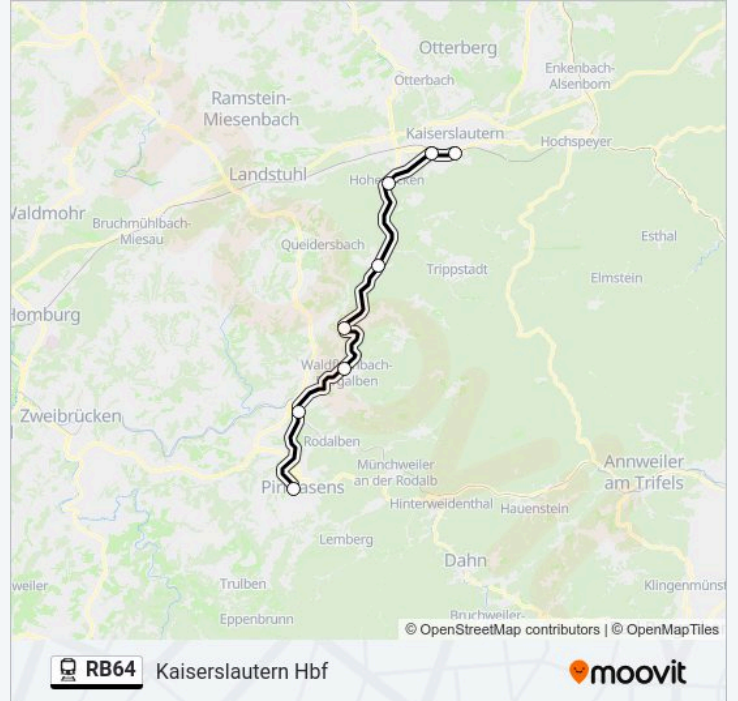 Otterberg
Otterbach
Enkenbach-
Alsenborn
Ramstein-
Miesenbach
Kaiserslautern
Hochspeyer
Landstuhl
Waldmohr
Bruchmühlbach-
Miesau
Queidersbach
Esthal
Trippstadt
Elmstein
Homburg
Zweibrücken
Rodalben
Münchweiler
an der Rodalb
Annweiler
am Trifels
Hinterweidenthal
Hauenstein
Lemberg
Dahn
weiler
Trulben
Klingenmünst
Eppenbrunn
Bruchweiler-
© OpenStreetMap contributors | © OpenMapTiles
RB64
Kaiserslautern Hbf
moovit